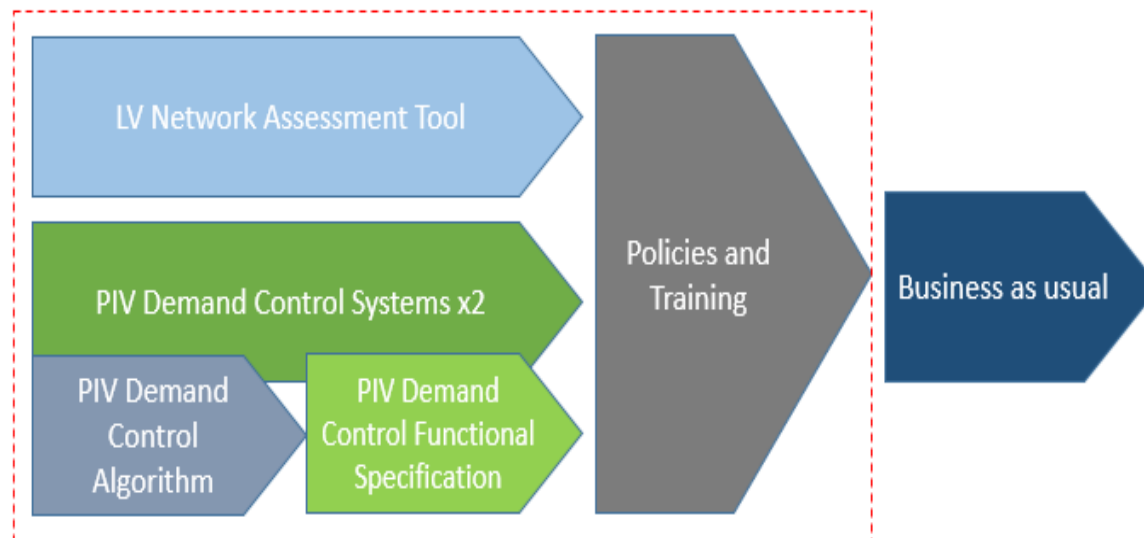 LV Network Assessment Tool
PIV Demand Control Systems x2
PIV Demand
Control
Algorithm
PIV Demand
Control Functional
Specification
Policies and
Training
Business as usual